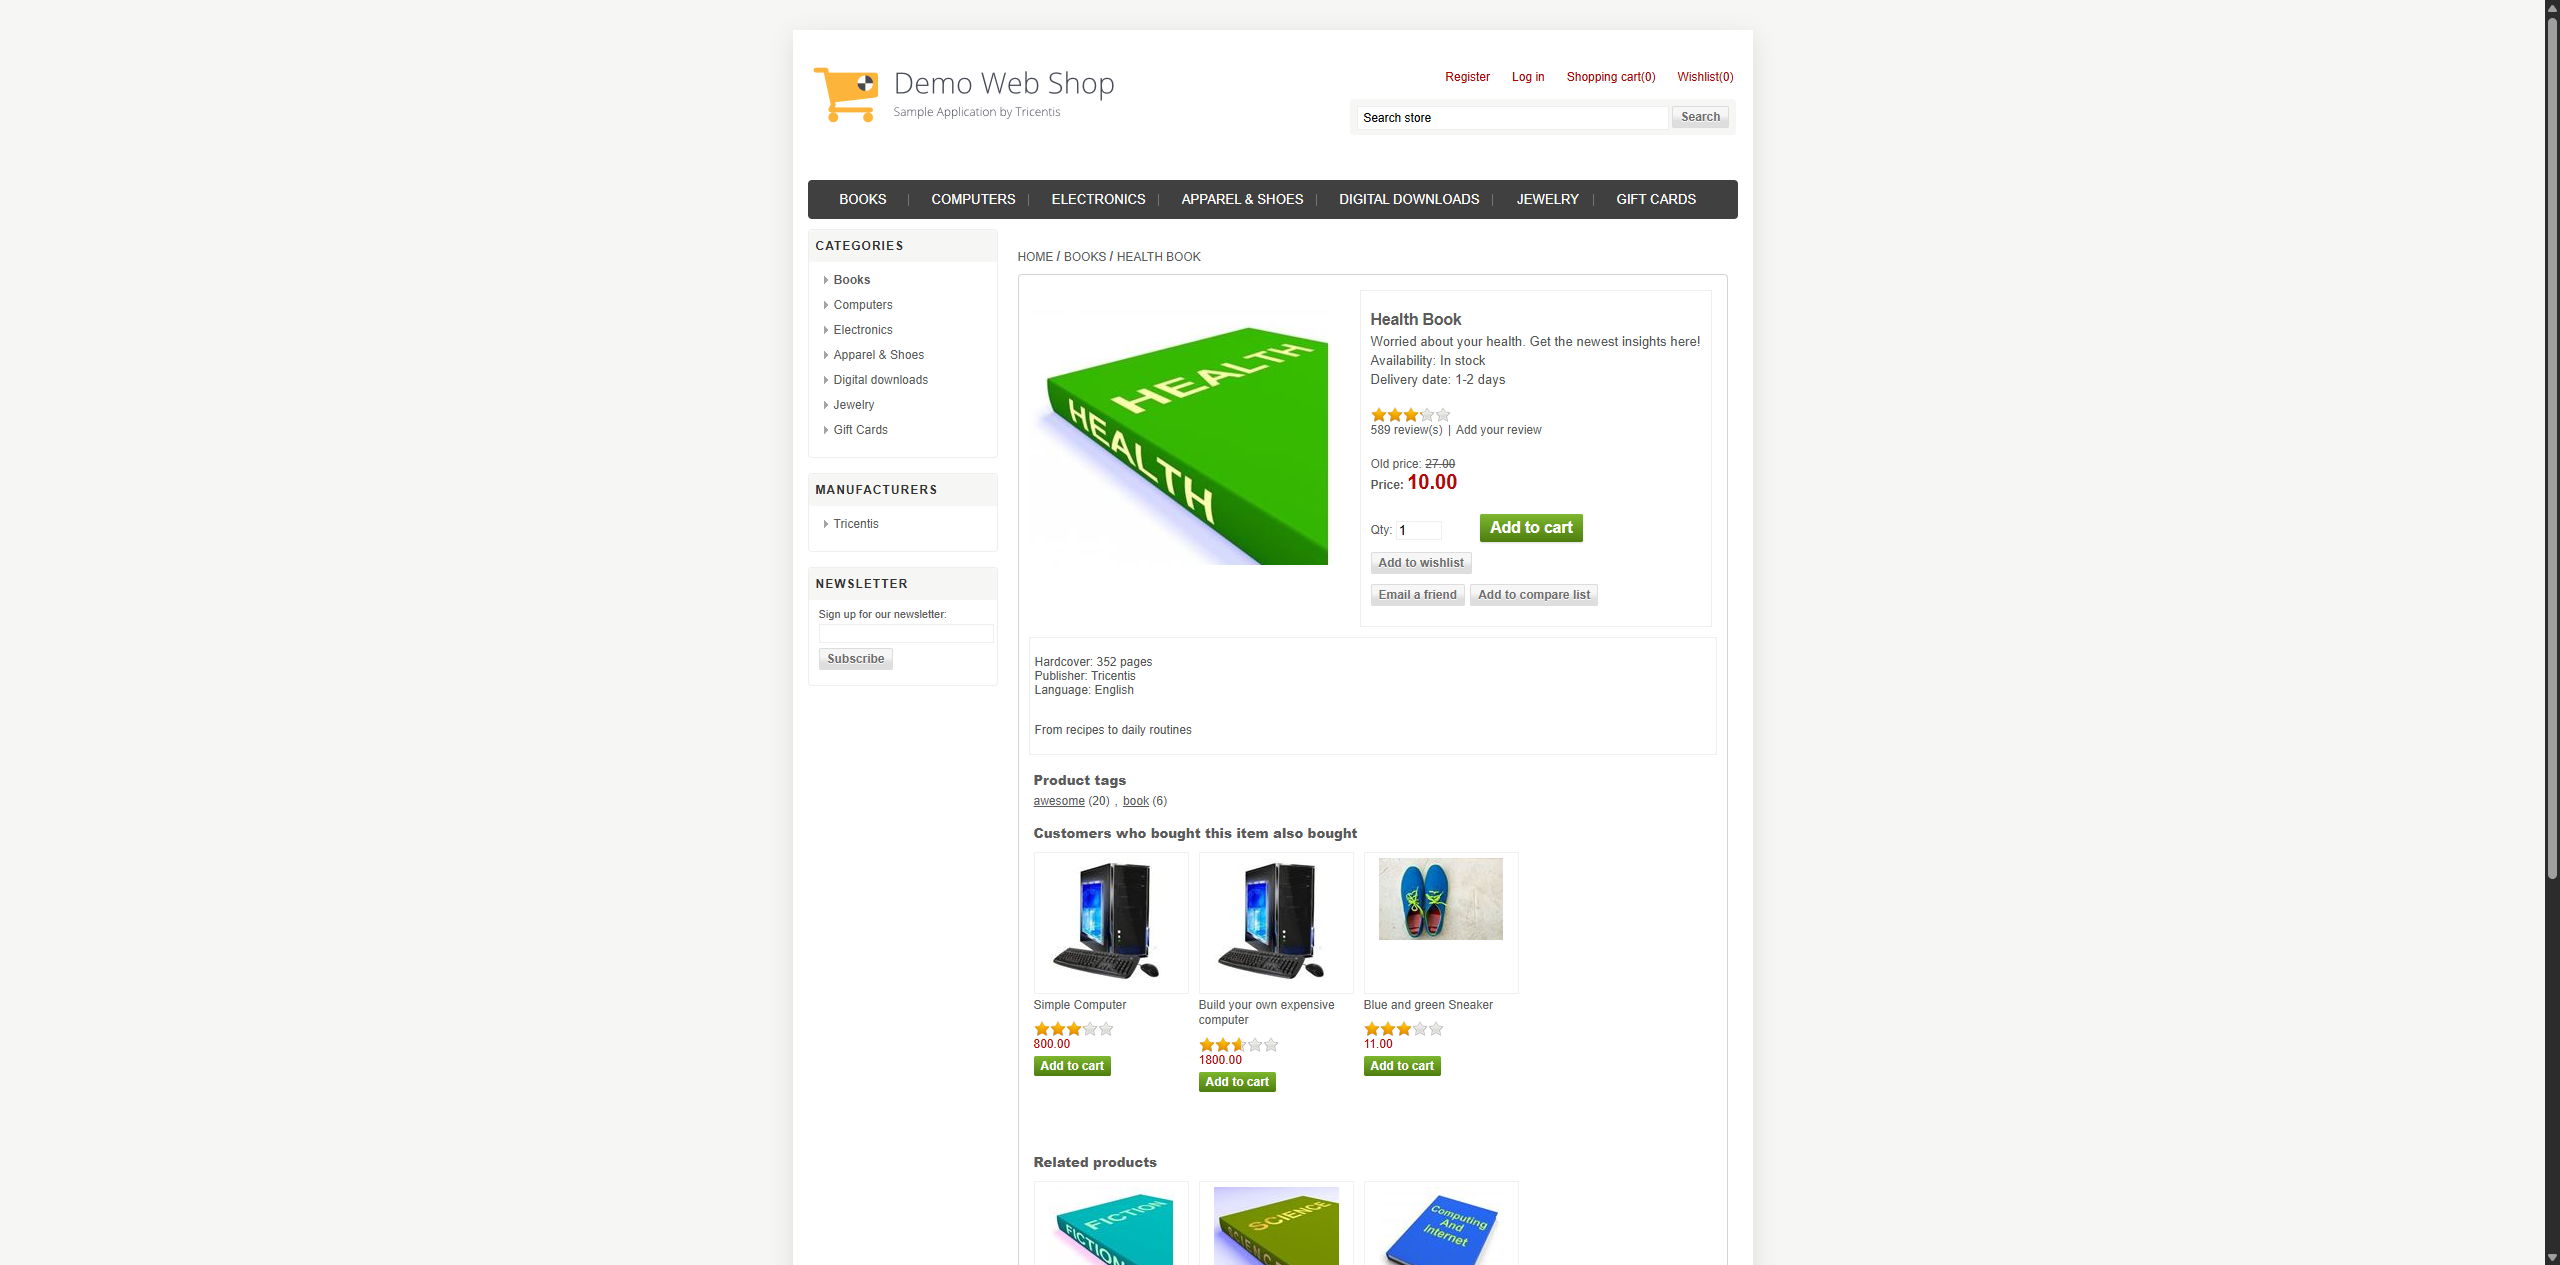 Demo Web Shop
Sample Application by Tricentis
Register Log in Shopping cart(0) Wishlist(0)
Search store Search
BOOKS COMPUTERS ELECTRONICS APPAREL & SHOES DIGITAL DOWNLOADS JEWELRY GIFT CARDS
CATEGORIES
Books
Computers
Electronics
Apparel & Shoes
Digital downloads
Jewelry
Gift Cards
MANUFACTURERS
Tricentis
NEWSLETTER
Sign up for our newsletter:
Subscribe
HOME / BOOKS / HEALTH BOOK
HEALTH
HEALTH
Health Book
Worried about your health. Get the newest insights here!
Availability: In stock
Delivery date: 1-2 days
589 review(s) | Add your review
Old price: 27.00
Price: 10.00
Qty: 1 Add to cart
Add to wishlist
Email a friend Add to compare list
Hardcover: 352 pages
Publisher: Tricentis
Language: English
From recipes to daily routines
Product tags
awesome (20) , book (6)
Customers who bought this item also bought
Simple Computer
800.00
Add to cart
Build your own expensive
computer
1800.00
Add to cart
Blue and green Sneaker
11.00
Add to cart
Related products
FICTION
FICTION
SCIENCE
SCIENC
Computing
And
Internet